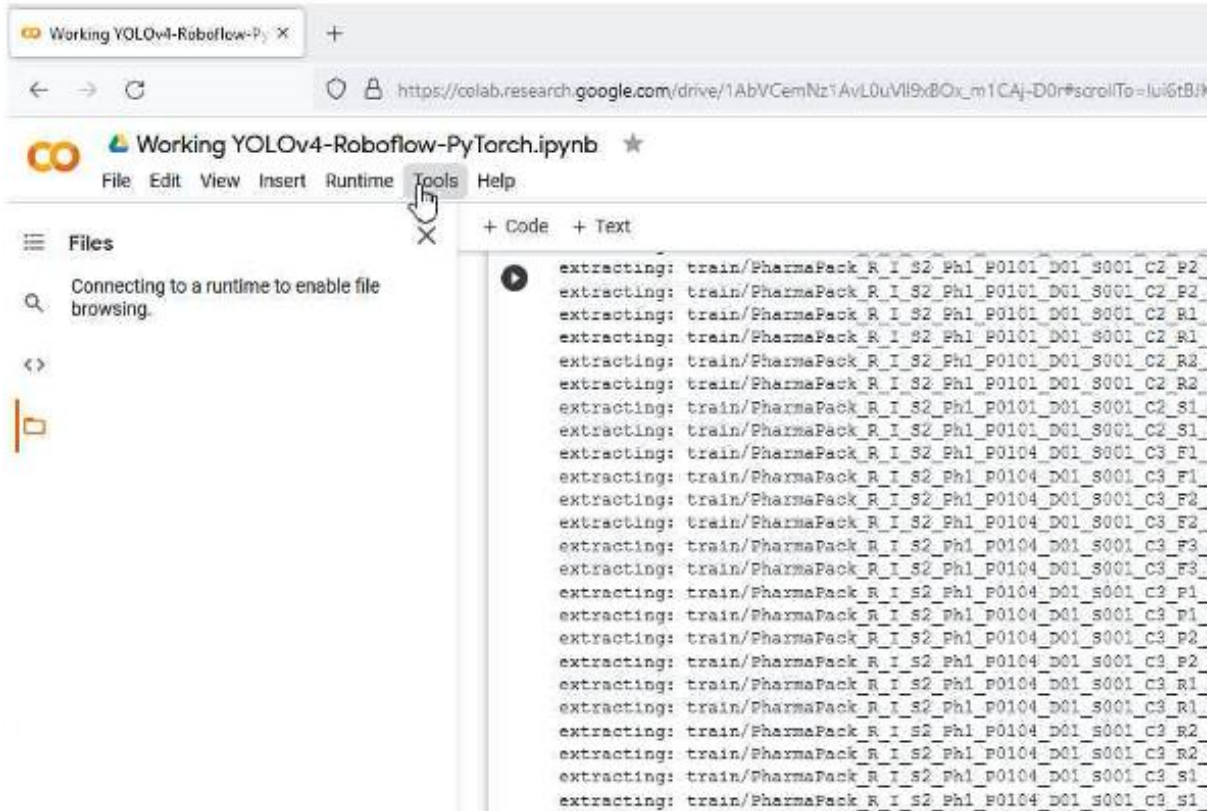 Working YOLOv4-Roboflow-Py
https://colab.research.google.com/drive/
Working YOLOv4-Roboflow-PyTorch.ipynb
File Edit View Insert Runtime Tools Help
+ Code + Text
Files
Connecting to a runtime to enable file
browsing.
extracting: train/PharmaPack_R_I_S2_Ph1_P0101_D01_S001_C2_P2_
extracting: train/PharmaPack_R_I_S2_Ph1_P0101_D01_S001_C2_P2_
extracting: train/PharmaPack_R_I_S2_Ph1_P0101_D01_S001_C2_R1_
extracting: train/PharmaPack_R_I_S2_Ph1_P0101_D01_S001_C2_R1_
extracting: train/PharmaPack_R_I_S2_Ph1_P0101_D01_S001_C2_R2_
extracting: train/PharmaPack_R_I_S2_Ph1_P0101_D01_S001_C2_R2_
extracting: train/PharmaPack_R_I_S2_Ph1_P0101_D01_S001_C2_S1_
extracting: train/PharmaPack_R_I_S2_Ph1_P0101_D01_S001_C2_S1_
extracting: train/PharmaPack_R_I_S2_Ph1_P0104_D01_S001_C3_F1_
extracting: train/PharmaPack_R_I_S2_Ph1_P0104_D01_S001_C3_F1_
extracting: train/PharmaPack_R_I_S2_Ph1_P0104_D01_S001_C3_F2_
extracting: train/PharmaPack_R_I_S2_Ph1_P0104_D01_S001_C3_F2_
extracting: train/PharmaPack_R_I_S2_Ph1_P0104_D01_S001_C3_F3_
extracting: train/PharmaPack_R_I_S2_Ph1_P0104_D01_S001_C3_F3_
extracting: train/PharmaPack_R_I_S2_Ph1_P0104_D01_S001_C3_P1_
extracting: train/PharmaPack_R_I_S2_Ph1_P0104_D01_S001_C3_P1_
extracting: train/PharmaPack_R_I_S2_Ph1_P0104_D01_S001_C3_P2_
extracting: train/PharmaPack_R_I_S2_Ph1_P0104_D01_S001_C3_P2_
extracting: train/PharmaPack_R_I_S2_Ph1_P0104_D01_S001_C3_R1_
extracting: train/PharmaPack_R_I_S2_Ph1_P0104_D01_S001_C3_R1_
extracting: train/PharmaPack_R_I_S2_Ph1_P0104_D01_S001_C3_R2_
extracting: train/PharmaPack_R_I_S2_Ph1_P0104_D01_S001_C3_R2_
extracting: train/PharmaPack_R_I_S2_Ph1_P0104_D01_S001_C3_S1_
extracting: train/PharmaPack_R_I_S2_Ph1_P0104_D01_S001_C3_S1_